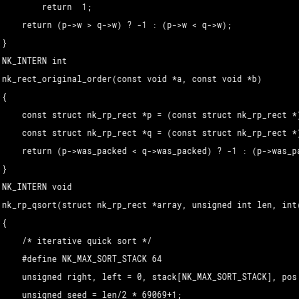 return 1;
return (p->w > q->w) ? -1 : (p->w < q->w);
}
NK_INTERN int
nk_rect_original_order(const void *a, const void *b)
{
const struct nk_rp_rect *p = (const struct nk_rp_rect *
const struct nk_rp_rect *q = (const struct nk_rp_rect *
return (p->was_packed < q->was_packed) ? -1 : (p->was_pa
}
NK_INTERN void
nk_rp_qsort(struct nk_rp_rect *array, unsigned int len, int
{
/* iterative quick sort */
#define NK_MAX_SORT_STACK 64
unsigned right, left = 0, stack[NK_MAX_SORT_STACK], pos
unsigned seed = len/2 * 69069+1;